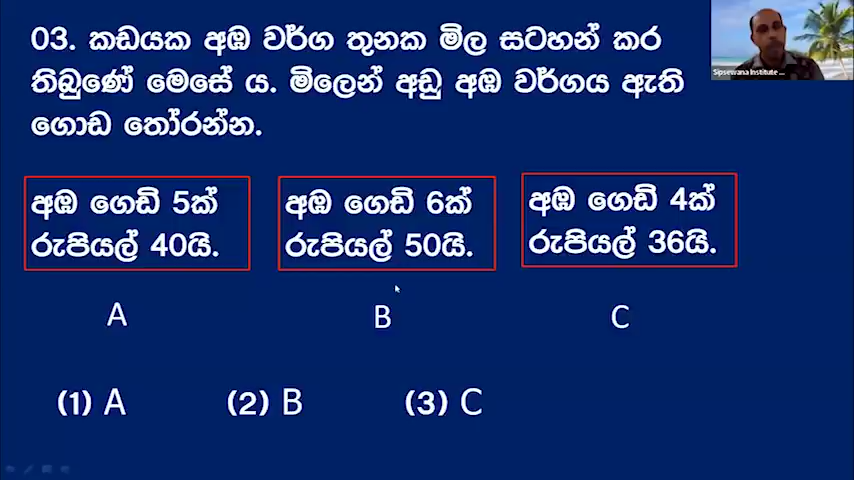 03. කඩයක අඹ වර්ග තුනක මිල සටහන් කර
තිබුණේ මෙසේ ය. මිලෙන් අඩු අඹ වර්ගය ඇති
ගොඩ තෝරන්න.
Sipsewana Institute ...
අඹ ගෙඩි 5ක්
රුපියල් 40යි.
අඹ ගෙඩි 6ක්
රුපියල් 50යි.
අඹ ගෙඩි 4ක්
රුපියල් 36යි.
A
B
C
(1) A (2) B (3) C